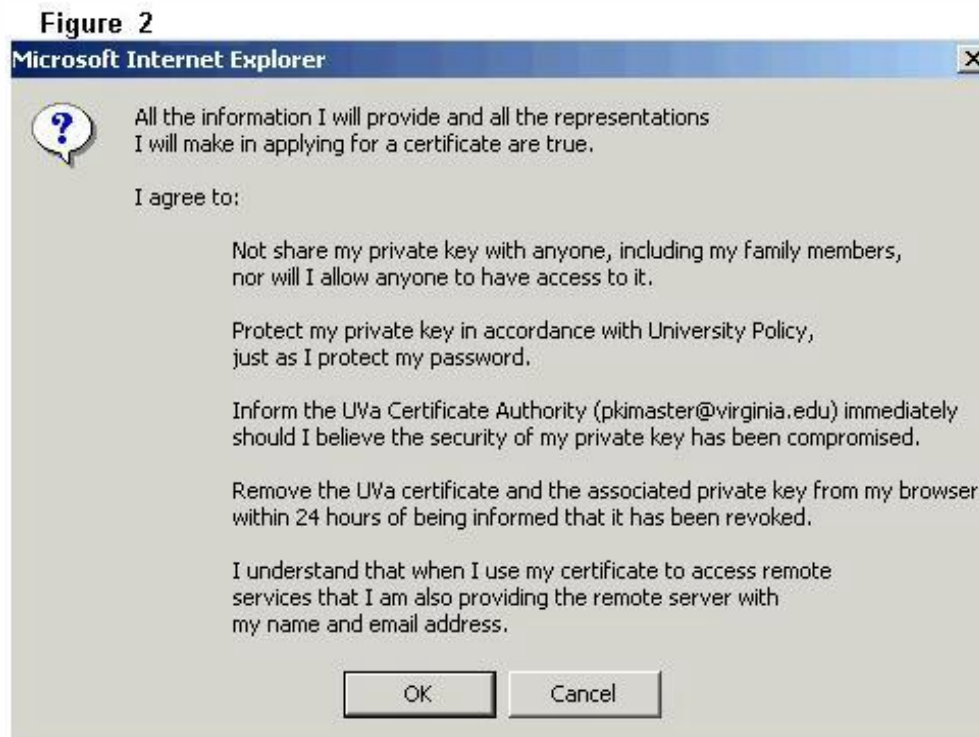 Figure 2
Microsoft Internet Explorer
All the information I will provide and all the representations
I will make in applying for a certificate are true.
I agree to:
Not share my private key with anyone, including my family members,
nor will I allow anyone to have access to it.
Protect my private key in accordance with University Policy,
just as I protect my password.
Inform the UVa Certificate Authority (pkimaster@virginia.edu) immediately
should I believe the security of my private key has been compromised.
Remove the UVa certificate and the associated private key from my browser
within 24 hours of being informed that it has been revoked.
I understand that when I use my certificate to access remote
services that I am also providing the remote server with
my name and email address.
OK
Cancel